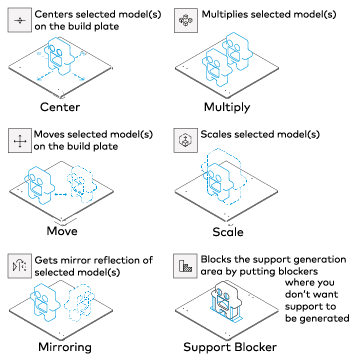 Centers selected model(s)
on the build plate
Center
Multiplies selected model(s)
Multiply
Moves selected model(s)
on the build plate
Move
Scales selected model(s)
Scale
Gets mirror reflection of
selected model(s)
Mirroring
Blocks the support generation
area by putting blockers
where you
don't want
support to
be generated
Support Blocker